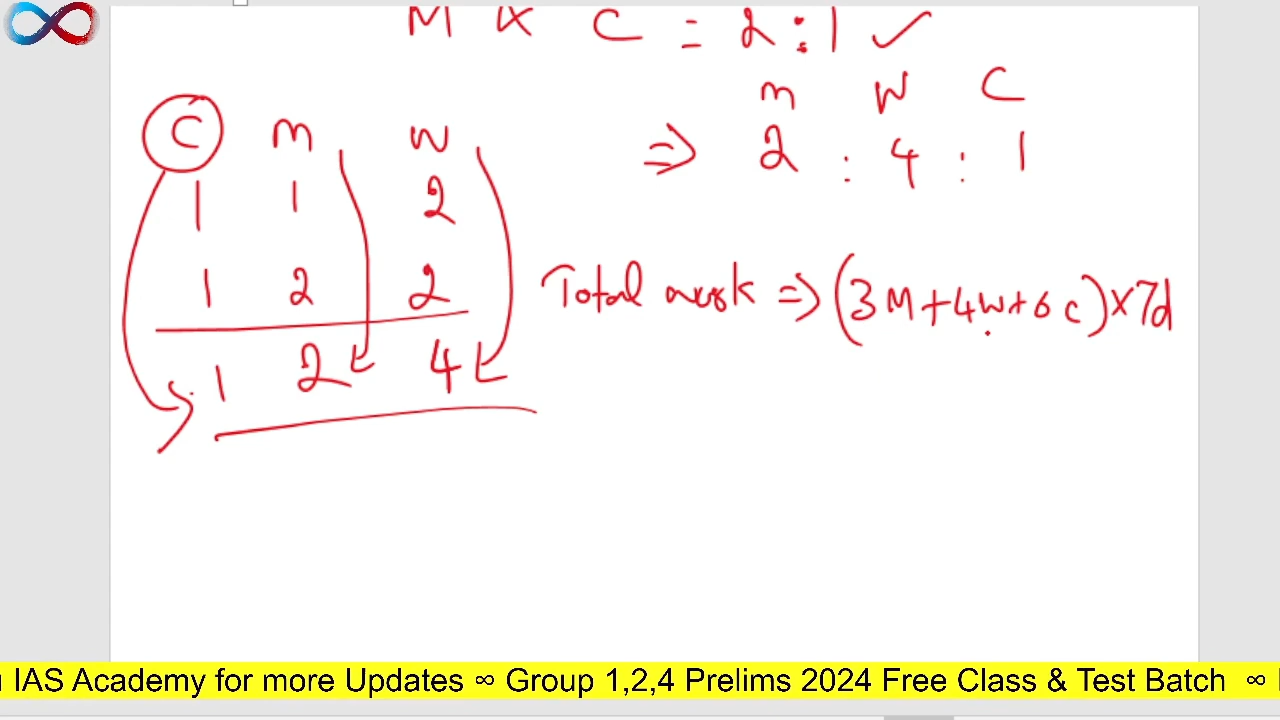 M & C = 2 : 1 ✓
C M W
1 1 2
1 2 2
1 2 4
M W C
⇒ 2 : 4 : 1
Total work ⇒ (3M+4W+6C)×7d
IAS Academy for more Updates ∞ Group 1,2,4 Prelims 2024 Free Class & Test Batch ∞